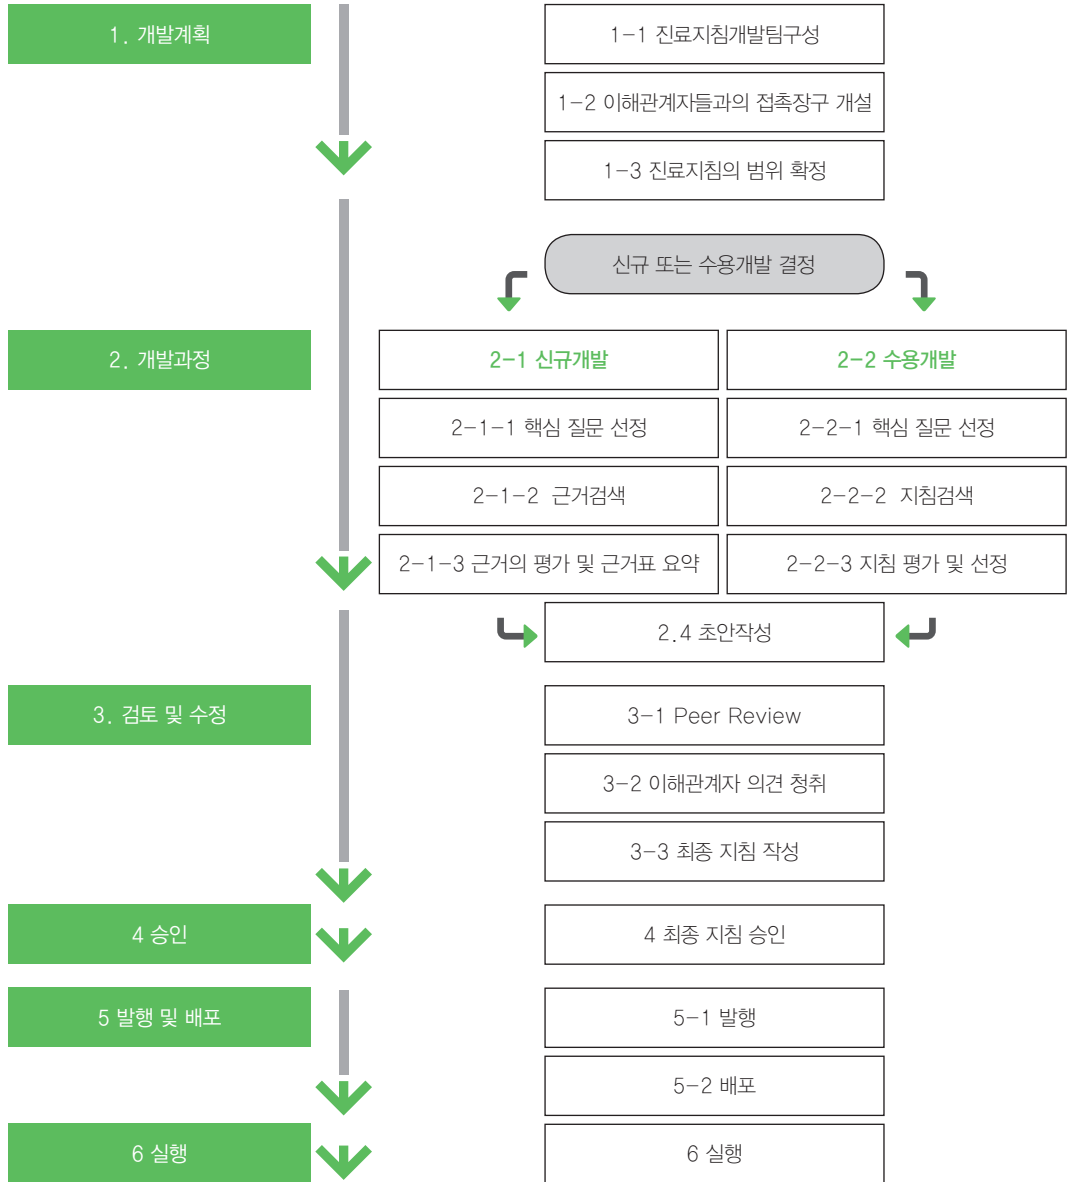 1. 개발계획
1-1 진료지침개발팀구성
1-2 이해관계자들과의 접촉장구 개설
1-3 진료지침의 범위 확정
신규 또는 수용개발 결정
2. 개발과정
2-1 신규개발
2-2 수용개발
2-1-1 핵심 질문 선정
2-2-1 핵심 질문 선정
2-1-2 근거검색
2-2-2 지침검색
2-1-3 근거의 평가 및 근거표 요약
2-2-3 지침 평가 및 선정
2.4 초안작성
3. 검토 및 수정
3-1 Peer Review
3-2 이해관계자 의견 청취
3-3 최종 지침 작성
4 승인
4 최종 지침 승인
5 발행 및 배포
5-1 발행
5-2 배포
6 실행
6 실행